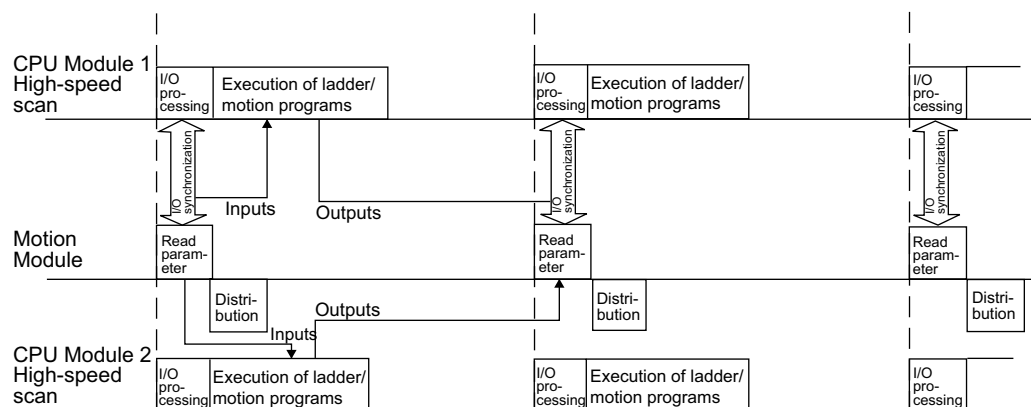 CPU Module 1
High-speed
scan
I/O
pro-
cessing
Execution of ladder/
motion programs
I/O
pro-
cessing
Execution of ladder/
motion programs
I/O
pro-
cessing
I/O
synchronization
Inputs
Outputs
I/O
synchronization
I/O
synchronization
Motion
Module
Read
param-
eter
Read
param-
eter
Read
param-
eter
Distri-
bution
Inputs
Outputs
Distri-
bution
Distri-
bution
CPU Module 2
High-speed
scan
I/O
pro-
cessing
Execution of ladder/
motion programs
I/O
pro-
cessing
Execution of ladder/
motion programs
I/O
pro-
cessing